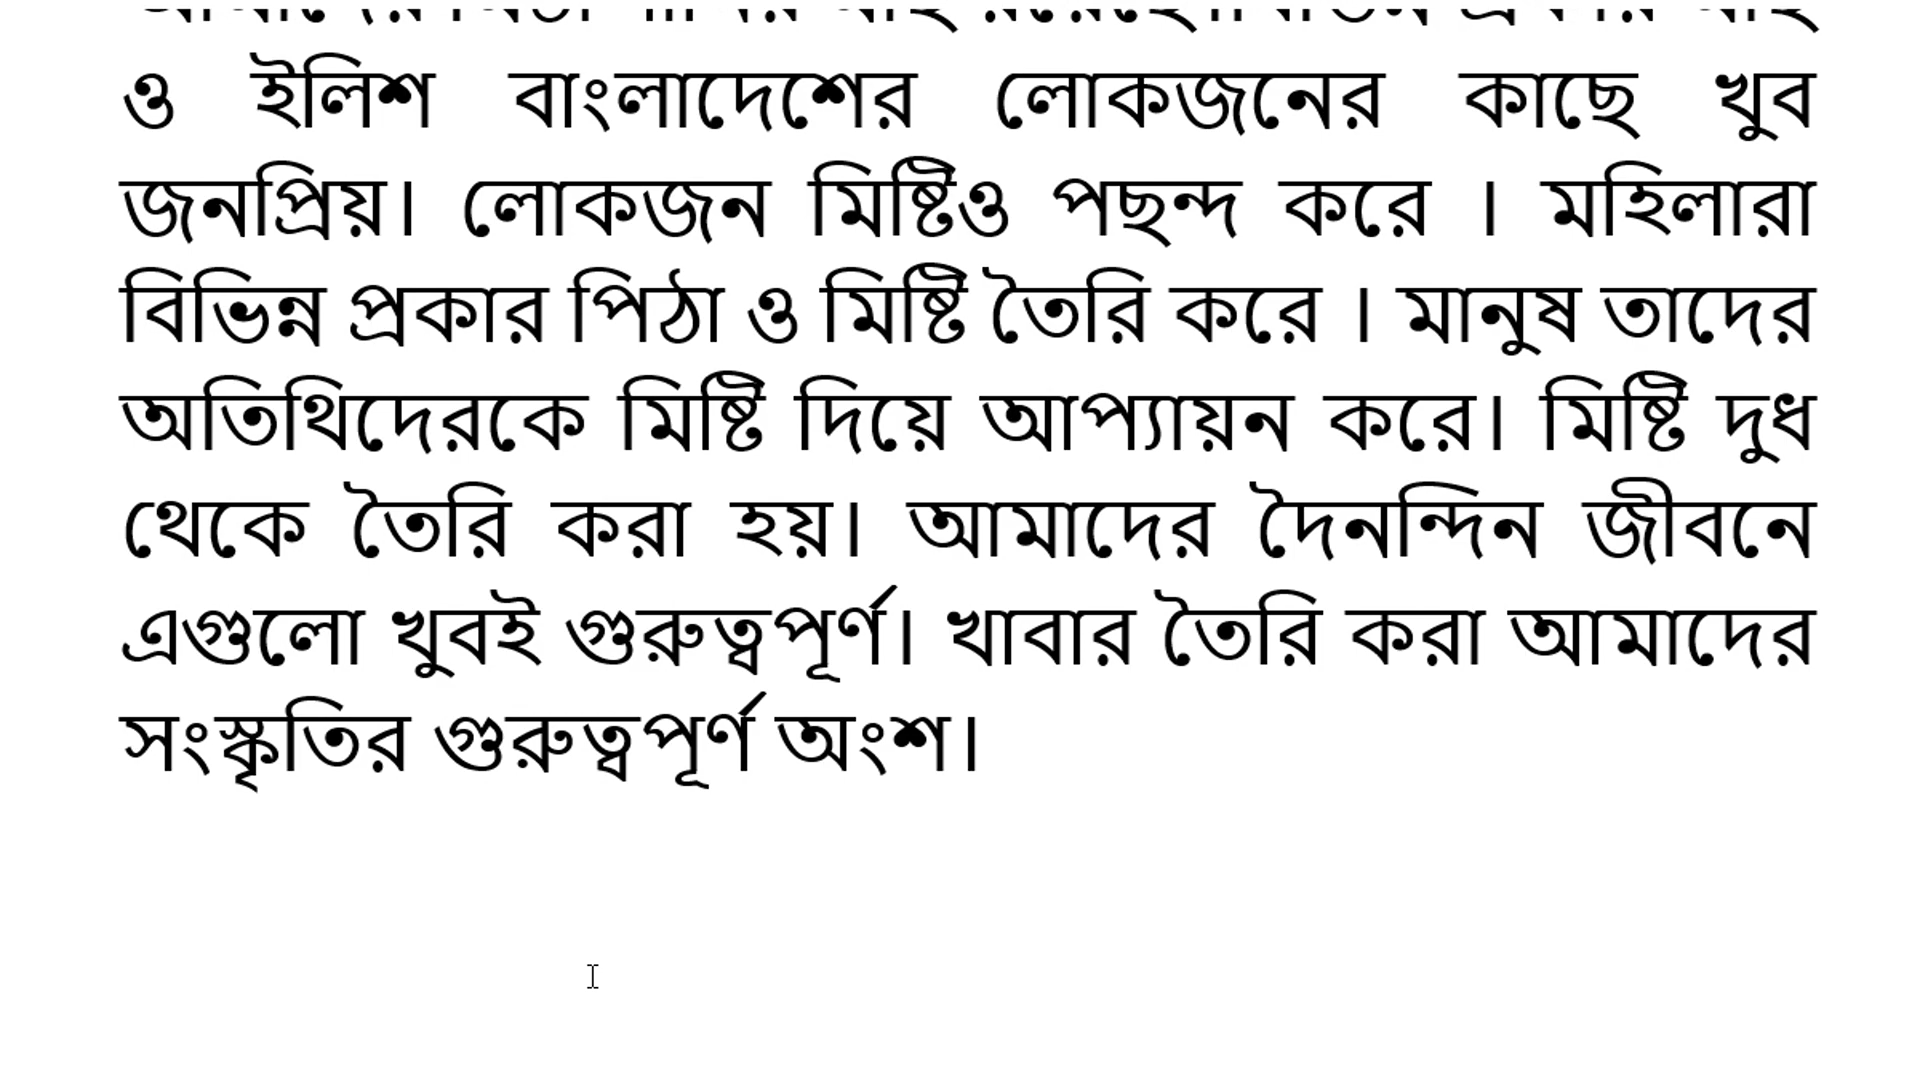 ও ইলিশ বাংলাদেশের লোকজনের কাছে খুব
জনপ্রিয়। লোকজন মিষ্টিও পছন্দ করে । মহিলারা
বিভিন্ন প্রকার পিঠা ও মিষ্টি তৈরি করে । মানুষ তাদের
অতিথিদেরকে মিষ্টি দিয়ে আপ্যায়ন করে। মিষ্টি দুধ
থেকে তৈরি করা হয়। আমাদের দৈনন্দিন জীবনে
এগুলো খুবই গুরুত্বপূর্ণ। খাবার তৈরি করা আমাদের
সংস্কৃতির গুরুত্বপূর্ণ অংশ।